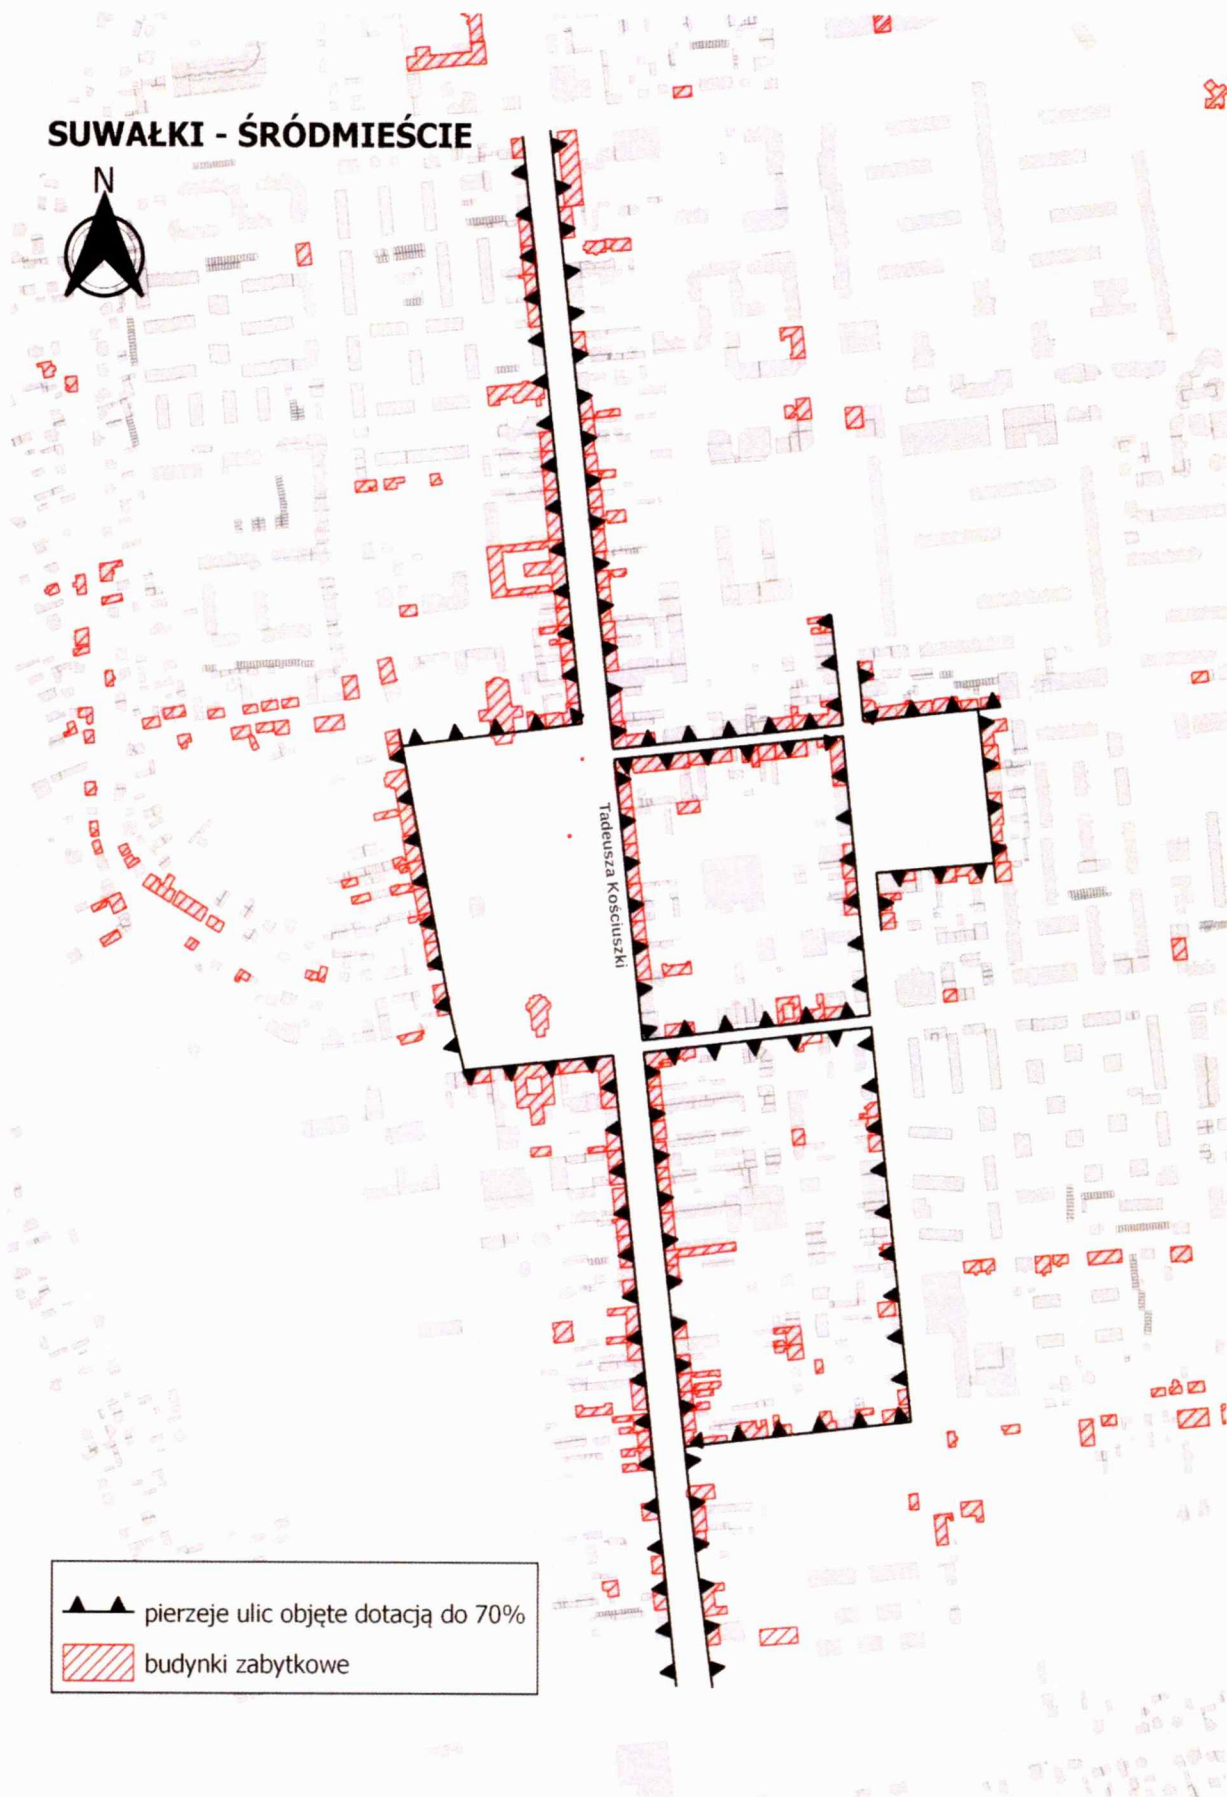 SUWAŁKI - ŚRÓDMIEŚCIE
N
Tadeusza Kościuszki
pierzeje ulic objęte dotacją do 70%
budynki zabytkowe